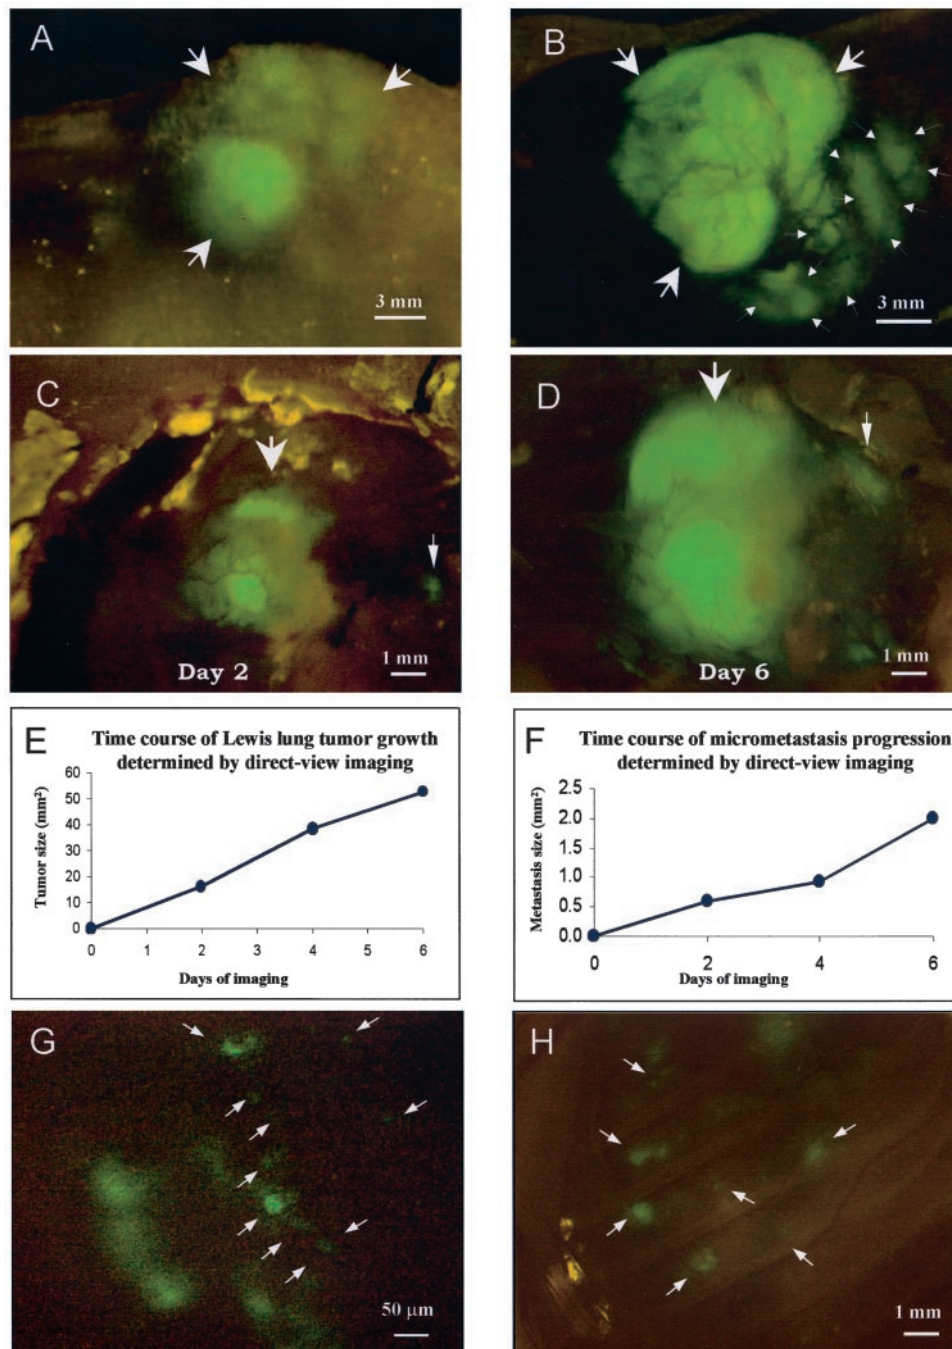 A
3 mm
B
3 mm
C
Day 2
1 mm
D
Day 6
1 mm
E
Time course of Lewis lung tumor growth
determined by direct-view imaging
Tumor size (mm²)
60
50
40
30
20
10
0
0 1 2 3 4 5 6
Days of imaging
F
Time course of micrometastasis progression
determined by direct-view imaging
Metastasis size (mm²)
2.5
2.0
1.5
1.0
0.5
0.0
0 2 4 6
Days of imaging
G
50 µm
H
1 mm